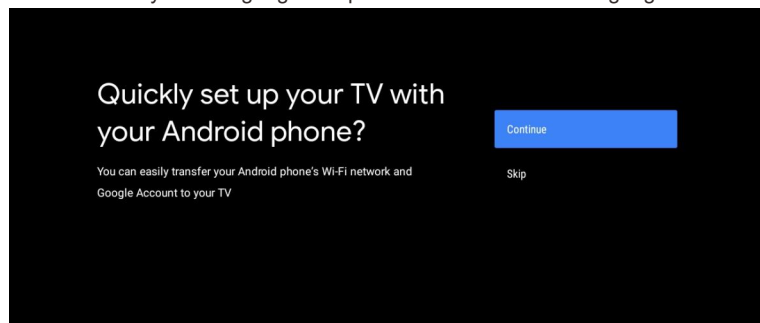 Quickly set up your TV with
your Android phone?
You can easily transfer your Android phone's Wi-Fi network and
Google Account to your TV
Continue
Skip